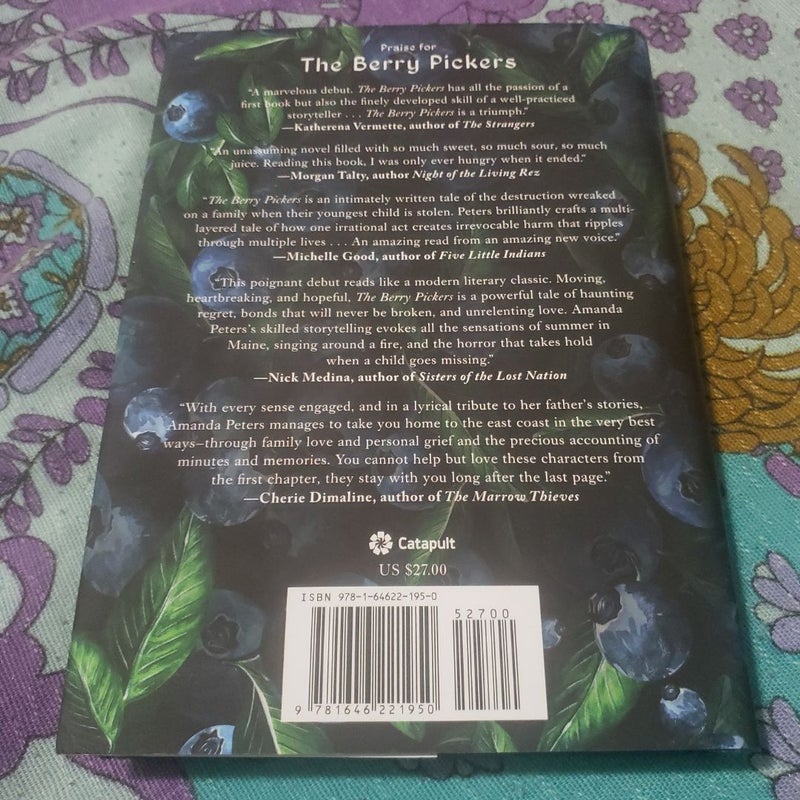 Praise for
The Berry Pickers
“A marvelous debut. The Berry Pickers has all the passion of a
first book but also the finely developed skill of a well-practiced
storyteller . . . The Berry Pickers is a triumph.”
—Katherena Vermette, author of The Strangers
“An unassuming novel filled with so much sweet, so much sour, so much
juice. Reading this book, I was only ever hungry when it ended.”
—Morgan Talty, author Night of the Living Rez
“The Berry Pickers is an intimately written tale of the destruction wreaked
on a family when their youngest child is stolen. Peters brilliantly crafts a multi-
layered tale of how one irrational act creates irrevocable harm that ripples
through multiple lives . . . An amazing read from an amazing new voice.”
—Michelle Good, author of Five Little Indians
“This poignant debut reads like a modern literary classic. Moving,
heartbreaking, and hopeful, The Berry Pickers is a powerful tale of haunting
regret, bonds that will never be broken, and unrelenting love. Amanda
Peters’s skilled storytelling evokes all the sensations of summer in
Maine, singing around a fire, and the horror that takes hold
when a child goes missing.”
—Nick Medina, author of Sisters of the Lost Nation
“With every sense engaged, and in a lyrical tribute to her father’s stories,
Amanda Peters manages to take you home to the east coast in the very best
ways—through family love and personal grief and the precious accounting of
minutes and memories. You cannot help but love these characters from
the first chapter, they stay with you long after the last page.”
—Cherie Dimaline, author of The Marrow Thieves
Catapult
US $27.00
ISBN 978-1-64622-195-0
52700
9 781646 221950